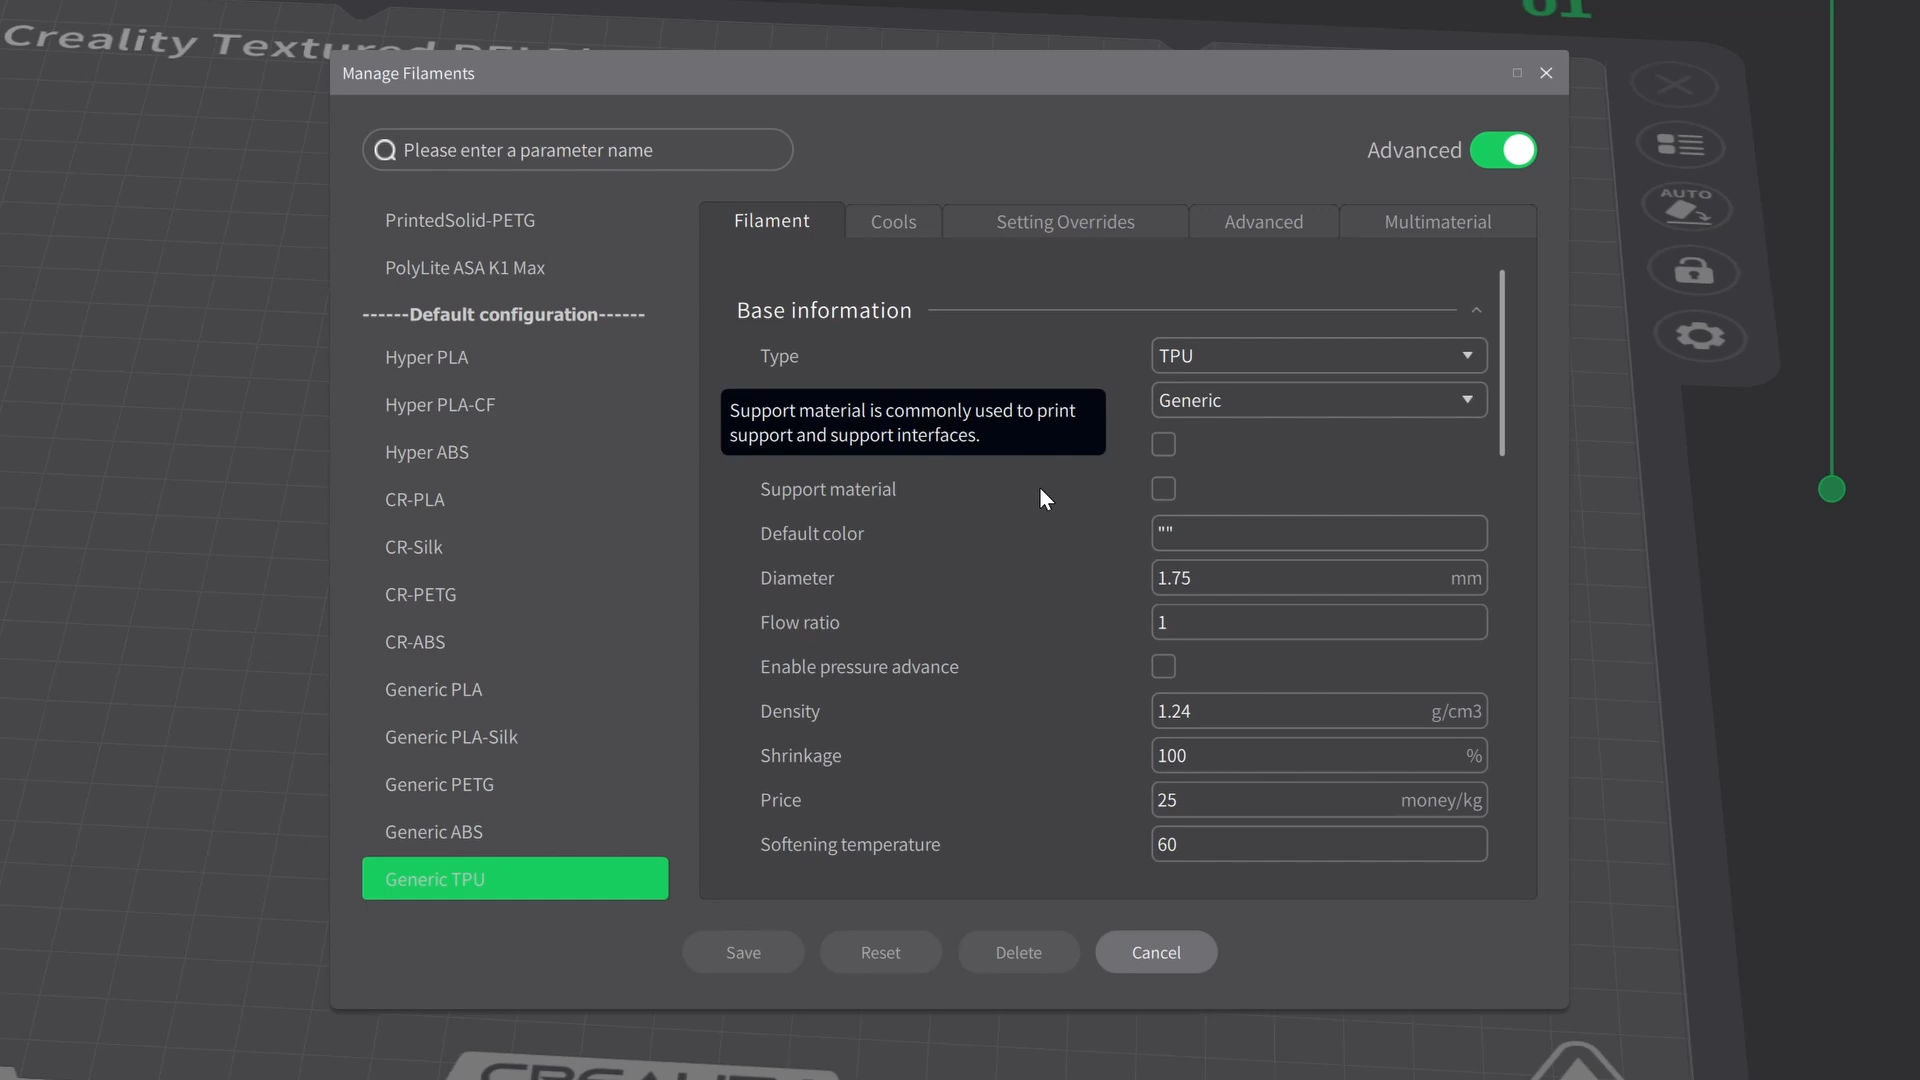 Creality Textured
01
Manage Filaments
Please enter a parameter name
Advanced
PrintedSolid-PETG
PolyLite ASA K1 Max
------Default configuration------
Hyper PLA
Hyper PLA-CF
Hyper ABS
CR-PLA
CR-Silk
CR-PETG
CR-ABS
Generic PLA
Generic PLA-Silk
Generic PETG
Generic ABS
Generic TPU
Filament
Cools
Setting Overrides
Advanced
Multimaterial
Base information
Type
TPU
Generic
Support material is commonly used to print
support and support interfaces.
Support material
Default color
""
Diameter
1.75
mm
Flow ratio
1
Enable pressure advance
Density
1.24
g/cm3
Shrinkage
100
%
Price
25
money/kg
Softening temperature
60
Save
Reset
Delete
Cancel
AUTO